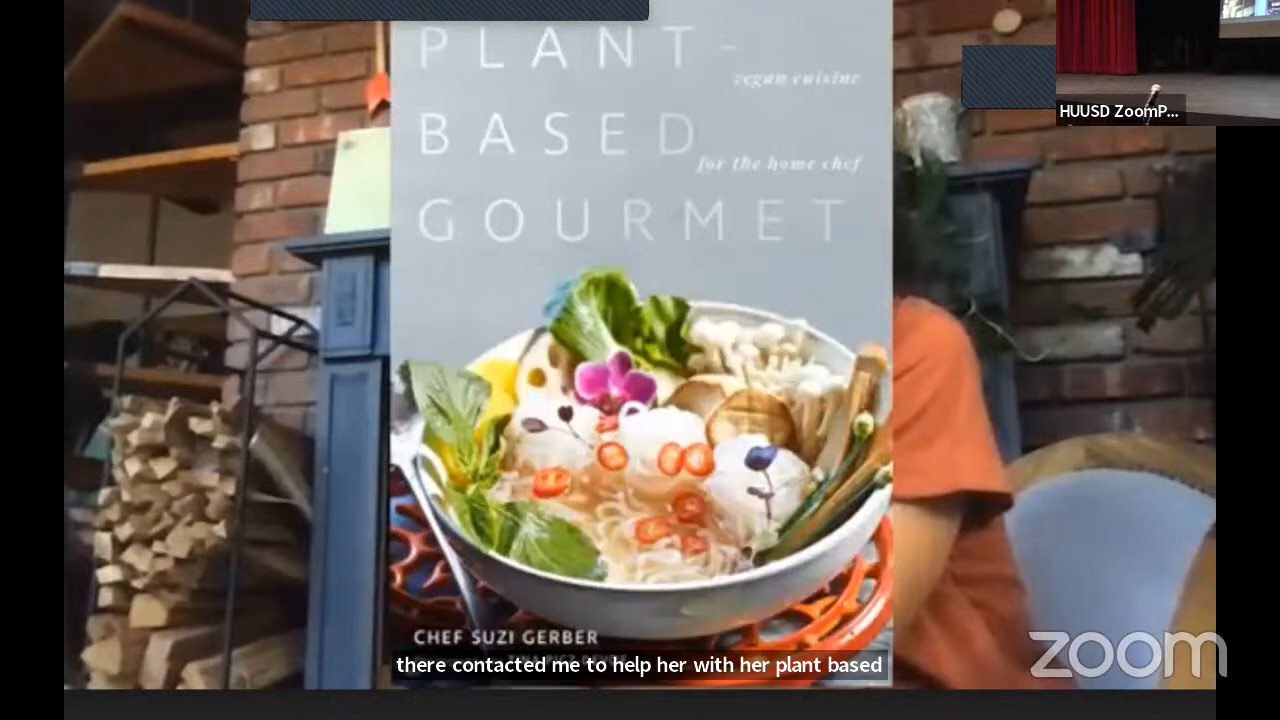 PLANT-
vegan cuisine
BASED
for the home chef
GOURMET
HUUSD ZoomP...
CHEF SUZI GERBER
there contacted me to help her with her plant based
zoom